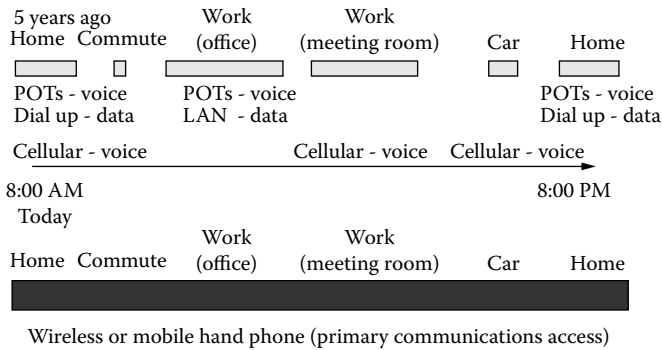 5 years ago
Home Commute Work (office) Work (meeting room) Car Home
POTs - voice POTs - voice POTs - voice
Dial up - data LAN - data Dial up - data
Cellular - voice Cellular - voice Cellular - voice
8:00 AM 8:00 PM
Today
Home Commute Work (office) Work (meeting room) Car Home
Wireless or mobile hand phone (primary communications access)